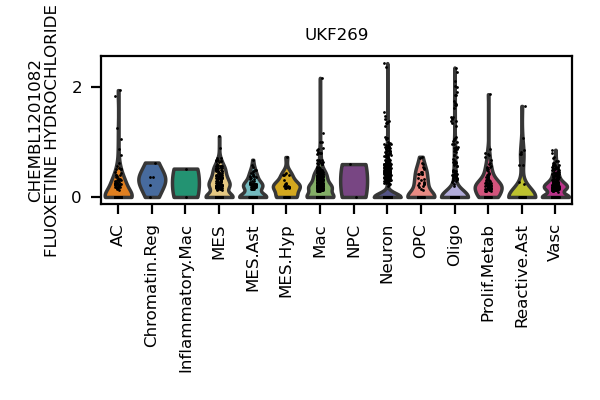 UKF269
CHEMBL1201082
FLUOXETINE HYDROCHLORIDE
2
0
AC
Chromatin.Reg
Inflammatory.Mac
MES
MES.Ast
MES.Hyp
Mac
NPC
Neuron
OPC
Oligo
Prolif.Metab
Reactive.Ast
Vasc